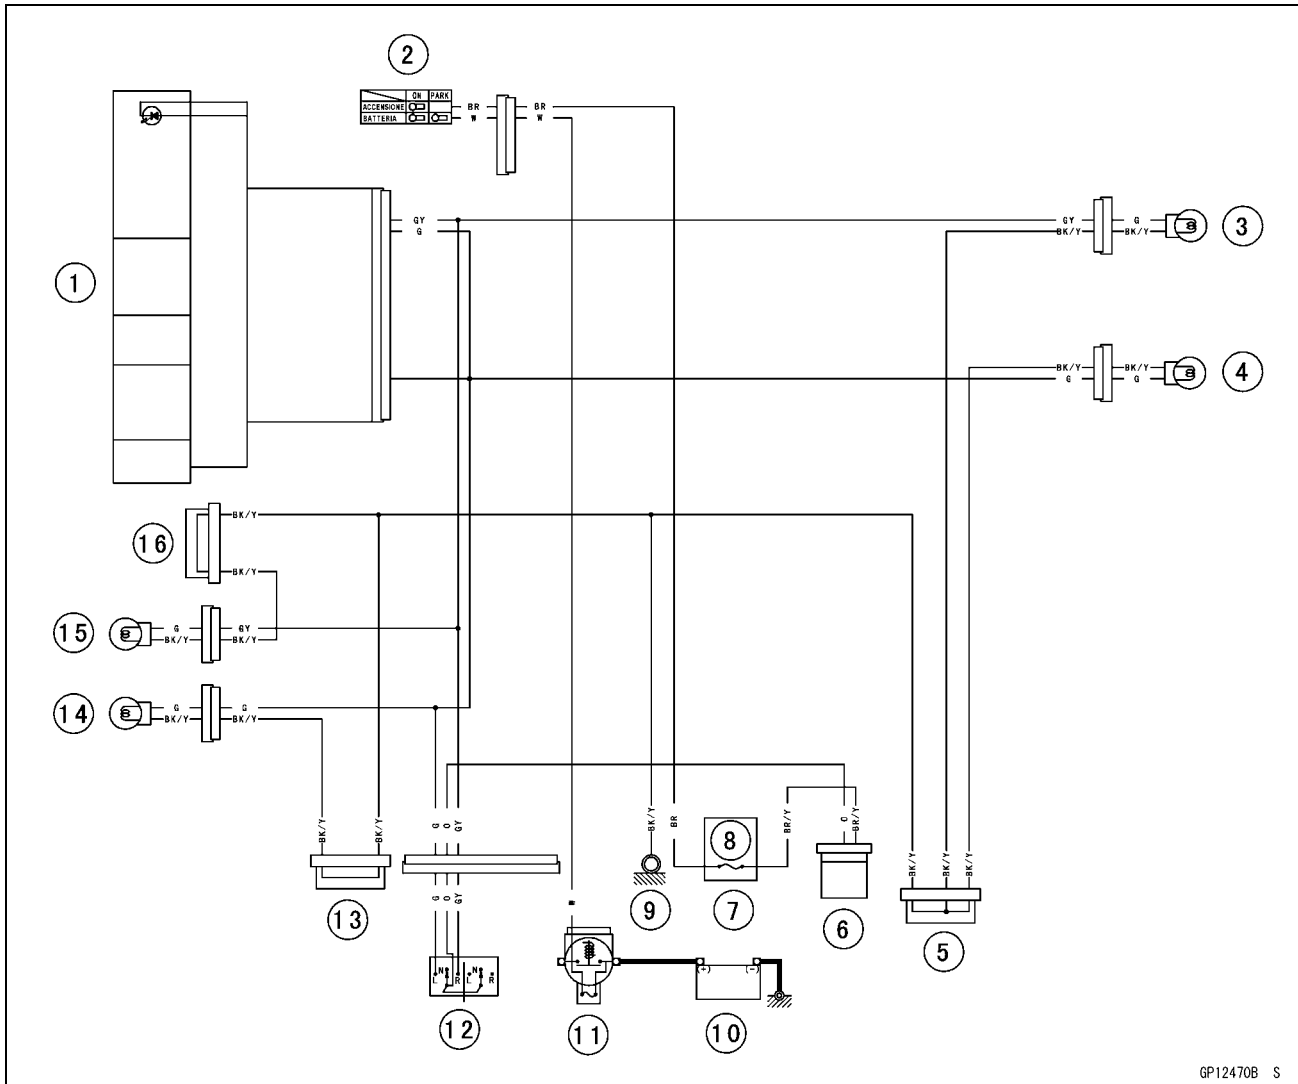 2
ON PARK
ACCENSIONE
BATTERIA
BR BR
W W
GY GY G
G BK/Y BK/Y
3
1
BK/Y BK/Y
G G
4
BK/Y
16
BK/Y
15
G GY
BK/Y BK/Y
14
G G
BK/Y BK/Y
BK/Y BK/Y G O GY BK/Y BR BR/Y O BR/Y BK/Y BK/Y BK/Y
8
G O GY
13
9
7
6
5
W
L N R L N R
(+) (-)
12
11
10
GP12470B S